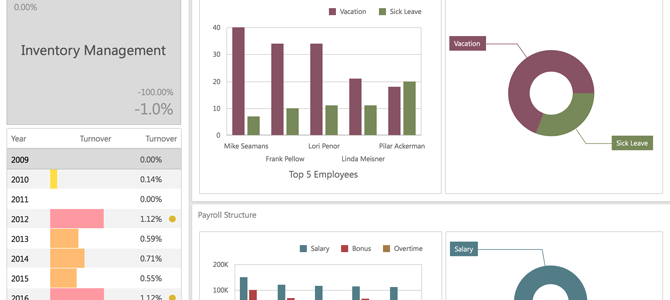 0.00%
Inventory Management
-100.00%
-1.0%
Year Turnover Turnover
2009 0.00%
2010 0.14%
2011 0.00%
2012 1.12%
2013 0.59%
2014 0.71%
2015 0.55%
2016 1.12%
Vacation Sick Leave
40
30
20
10
0
Mike Seamans Lori Penor Pilar Ackerman
Frank Pellow Linda Meisner
Top 5 Employees
Vacation
Sick Leave
Payroll Structure
Salary Bonus Overtime
200K
100K
Salary